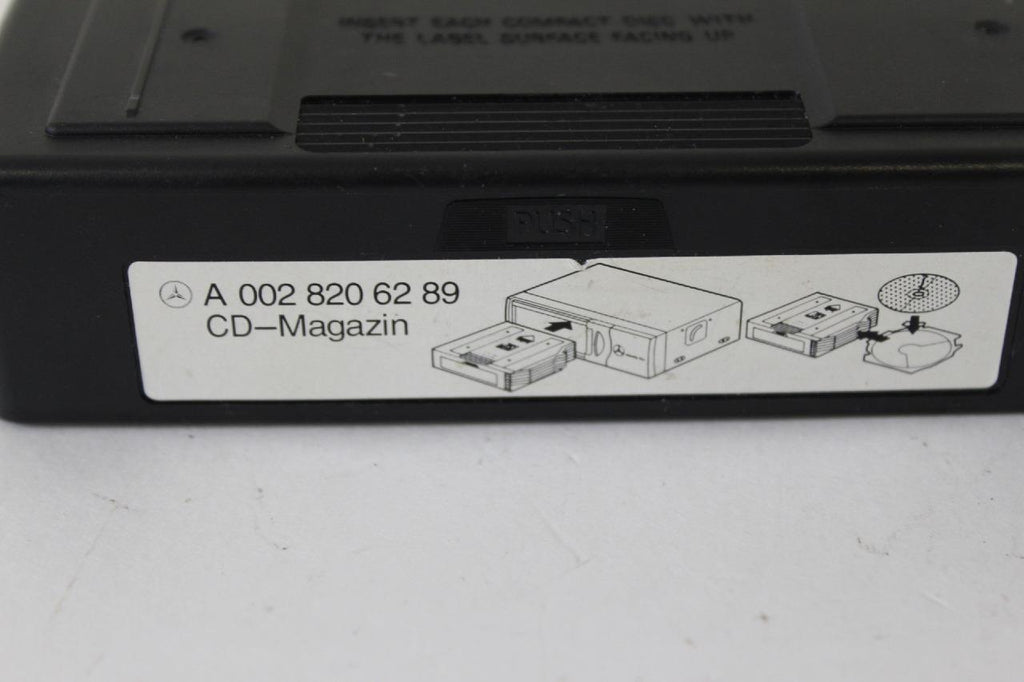 INSERT EACH COMPACT DISC WITH
THE LABEL SURFACE FACING UP
PUSH
A 002 820 62 89
CD–Magazin